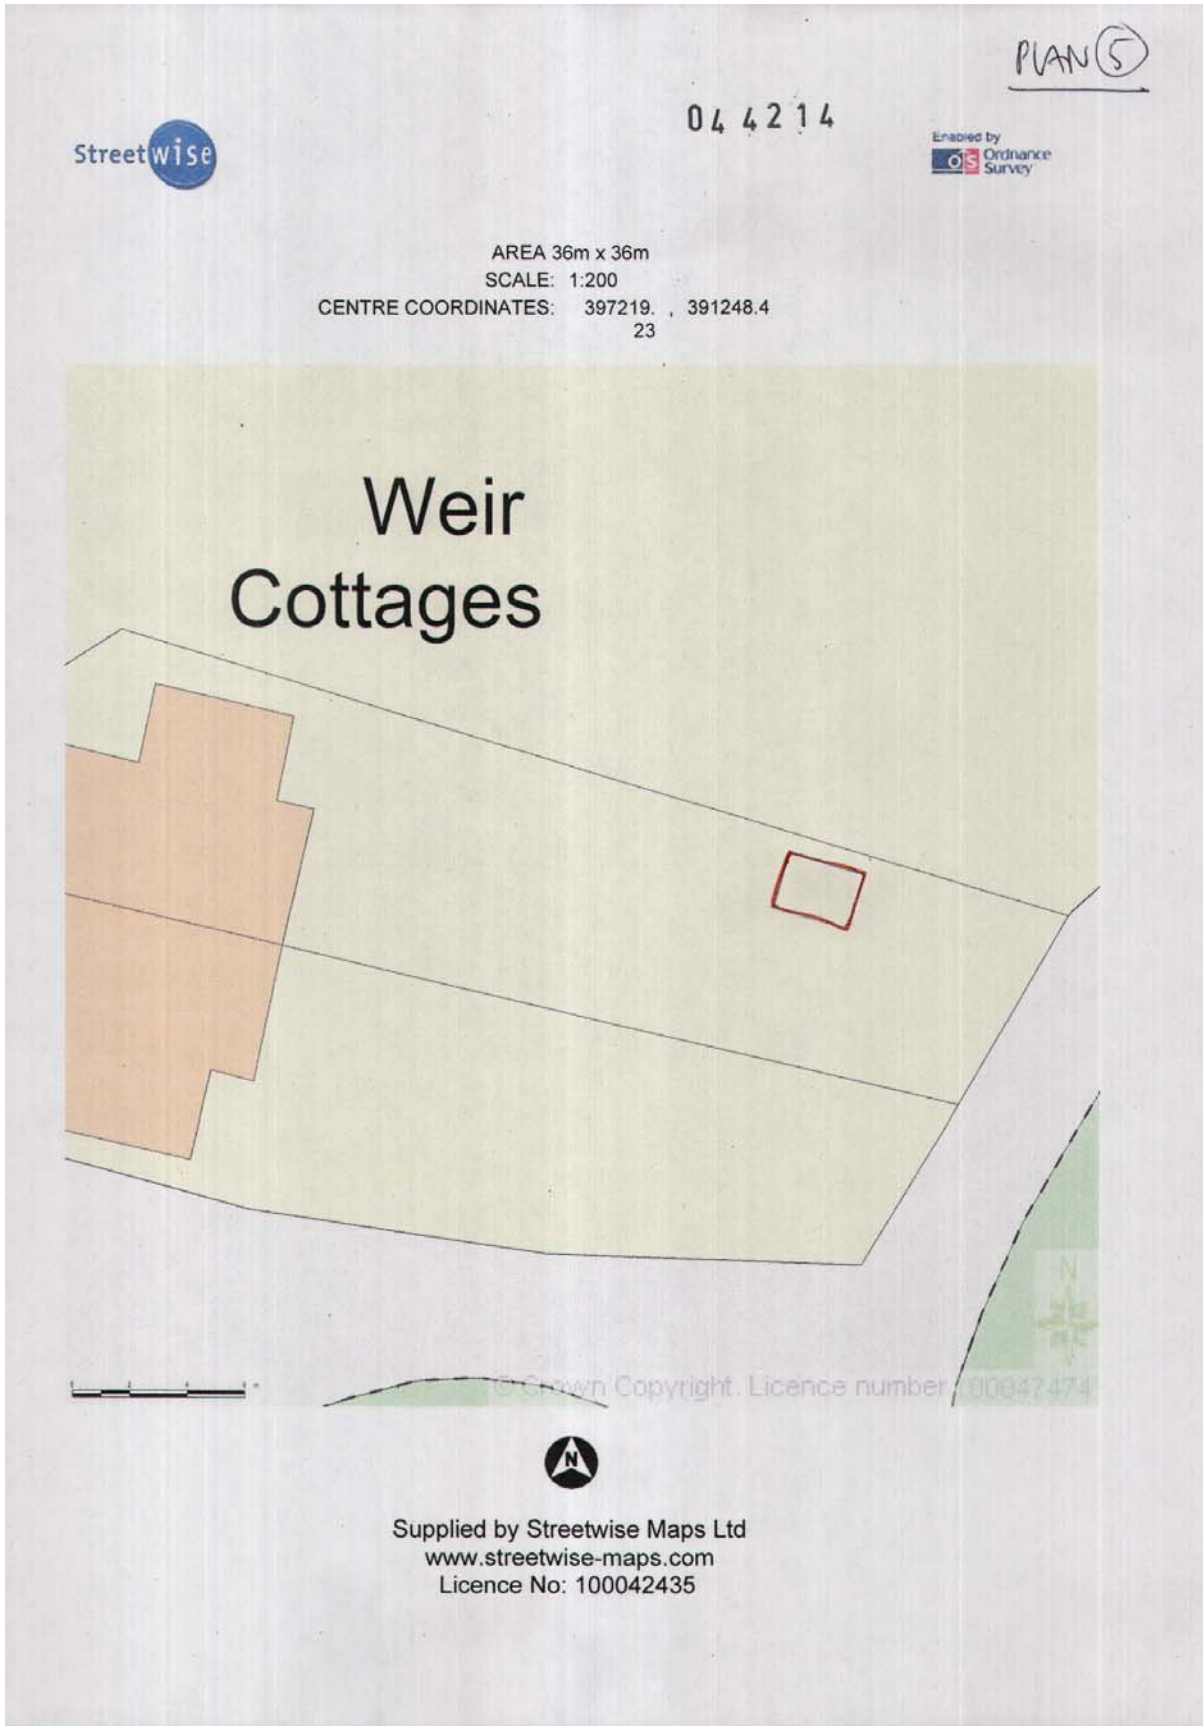 PLAN 5
044214
Streetwise
Enabled by
OS Ordnance
Survey
AREA 36m x 36m
SCALE: 1:200
CENTRE COORDINATES: 397219. , 391248.4
23
Weir
Cottages
N
© Crown Copyright. Licence number 100047474
N
Supplied by Streetwise Maps Ltd
www.streetwise-maps.com
Licence No: 100042435